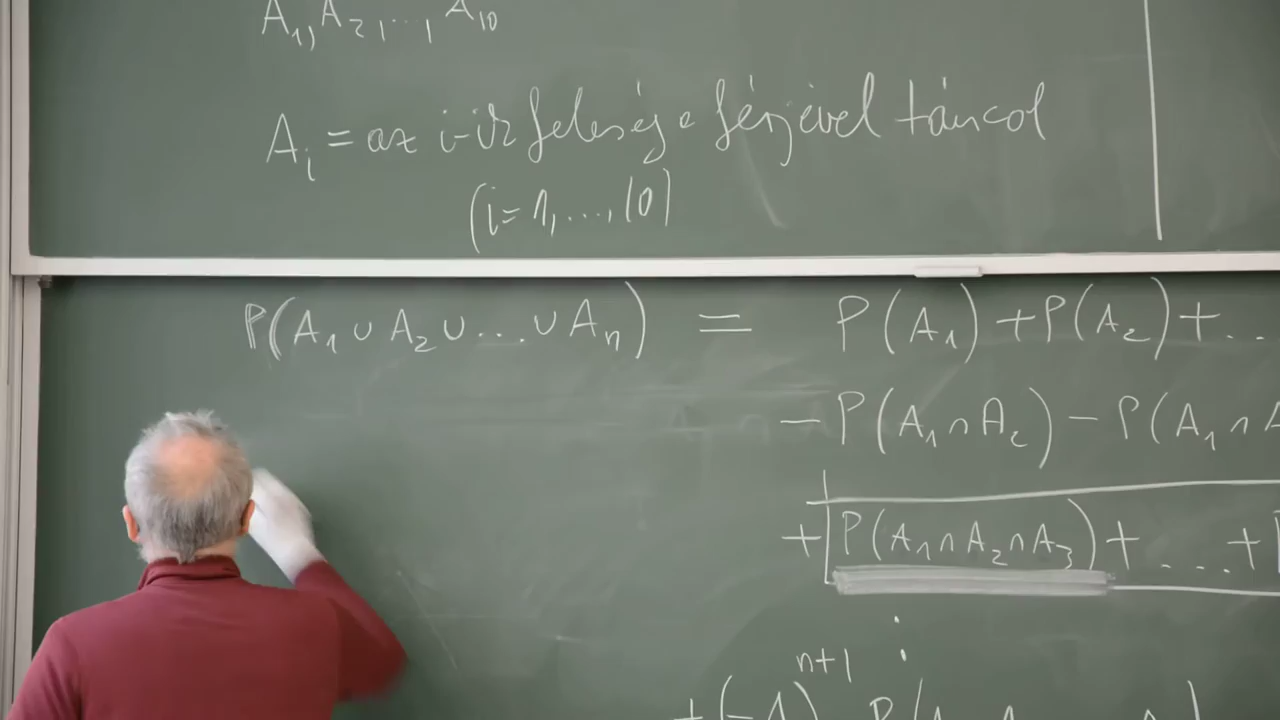 A₁, A₂, ..., A₁₀
Aᵢ = az i-ik feleség a férjével táncol
(i = 1, ..., 10)
P(A₁ ∪ A₂ ∪ ... ∪ Aₙ) = P(A₁) + P(A₂) + ...
− P(A₁ ∩ A₂) − P(A₁ ∩ A
+ P(A₁ ∩ A₂ ∩ A₃) + ... + P
⋮
+ (−1)ⁿ⁺¹ P(A